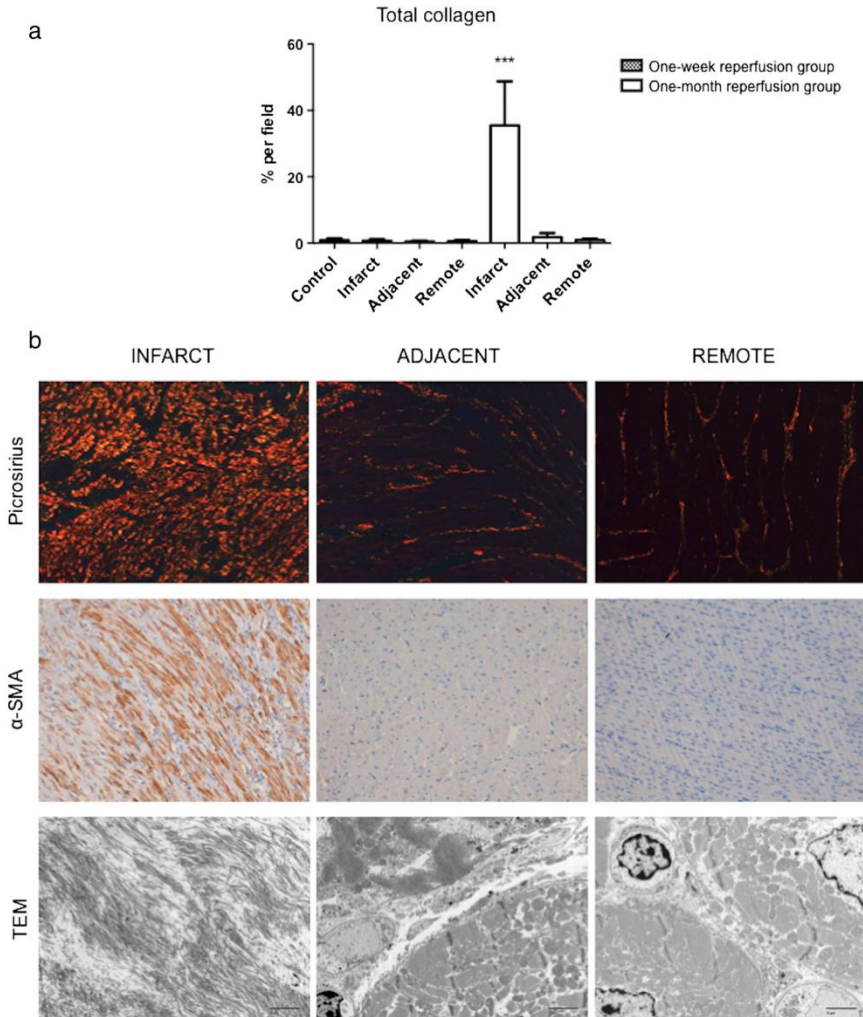 a
Total collagen
60
40
20
0
% per field
***
One-week reperfusion group
One-month reperfusion group
Control
Infarct
Adjacent
Remote
Infarct
Adjacent
Remote
b
INFARCT
ADJACENT
REMOTE
Picrosirius
α-SMA
TEM